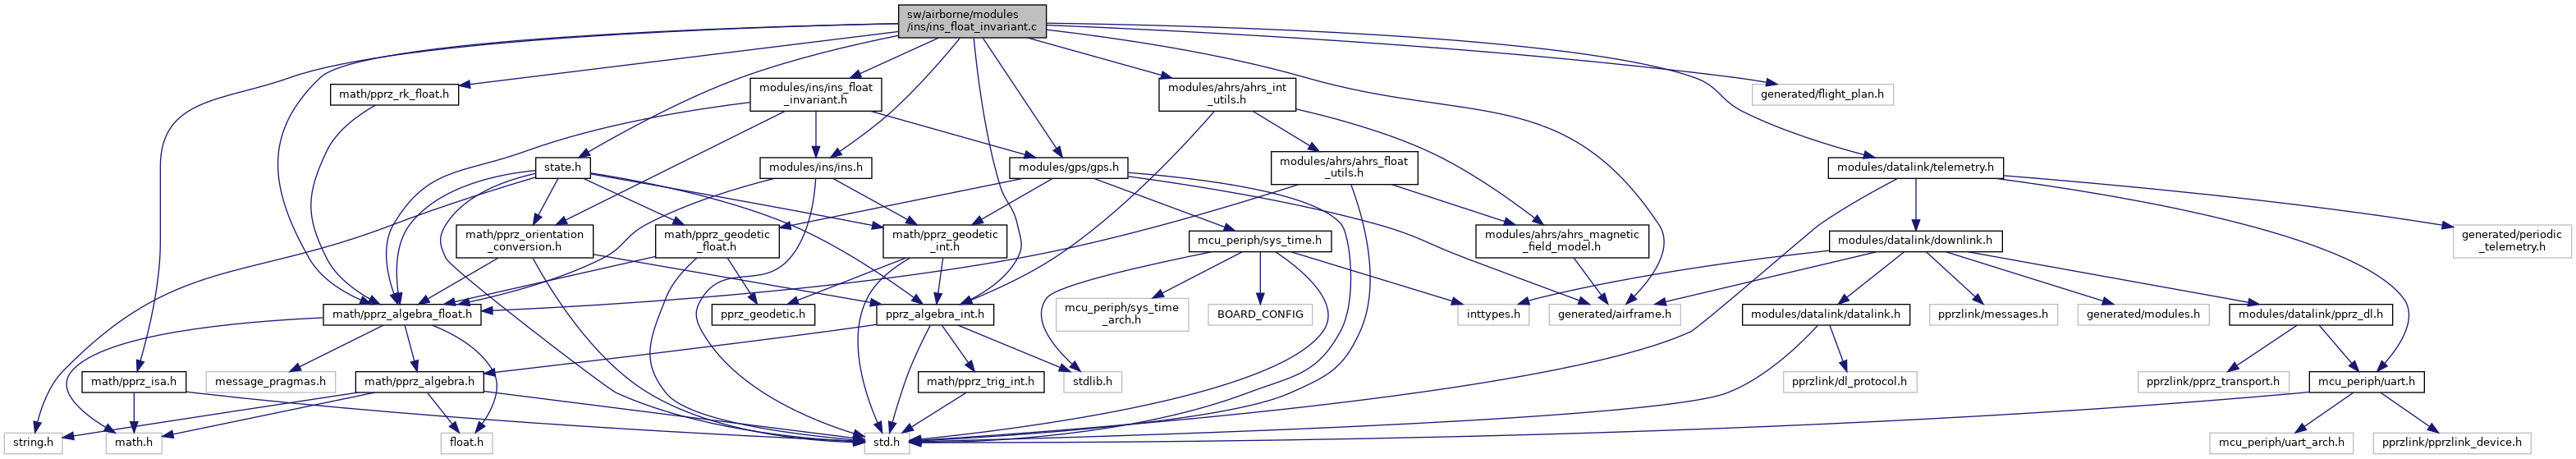 sw/airborne/modules
/ins/ins_float_invariant.c
math/pprz_rk_float.h
modules/ins/ins_float
_invariant.h
modules/ahrs/ahrs_int
_utils.h
generated/flight_plan.h
state.h
modules/ins/ins.h
modules/gps/gps.h
modules/ahrs/ahrs_float
_utils.h
modules/datalink/telemetry.h
math/pprz_orientation
_conversion.h
math/pprz_geodetic
_float.h
math/pprz_geodetic
_int.h
mcu_periph/sys_time.h
modules/ahrs/ahrs_magnetic
_field_model.h
modules/datalink/downlink.h
generated/periodic
_telemetry.h
math/pprz_algebra_float.h
pprz_geodetic.h
pprz_algebra_int.h
mcu_periph/sys_time
_arch.h
BOARD_CONFIG
inttypes.h
generated/airframe.h
modules/datalink/datalink.h
pprzlink/messages.h
generated/modules.h
modules/datalink/pprz_dl.h
math/pprz_isa.h
message_pragmas.h
math/pprz_algebra.h
math/pprz_trig_int.h
stdlib.h
pprzlink/dl_protocol.h
pprzlink/pprz_transport.h
mcu_periph/uart.h
string.h
math.h
float.h
std.h
mcu_periph/uart_arch.h
pprzlink/pprzlink_device.h